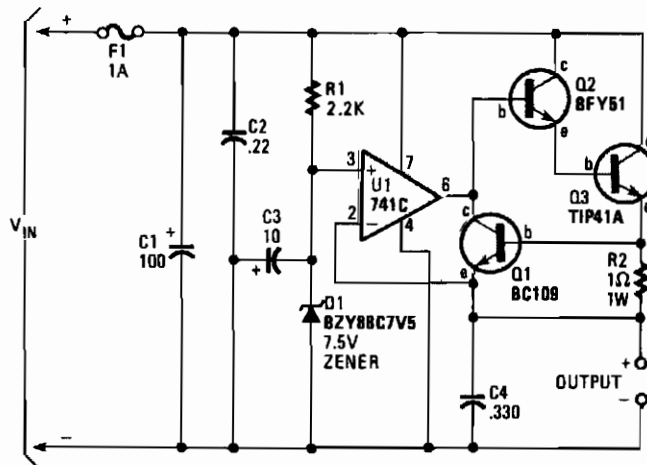 +
F1
1A
R1
2.2K
c
b
e
Q2
BFY51
C2
.22
3
+
7
U1
741C
6
2
−
4
b
Q3
TIP41A
c
e
V IN
C1
100
+
C3
10
+
c
b
e
Q1
BC109
R2
1Ω
1W
D1
BZY88C7V5
7.5V
ZENER
C4
.330
+
OUTPUT
−
−